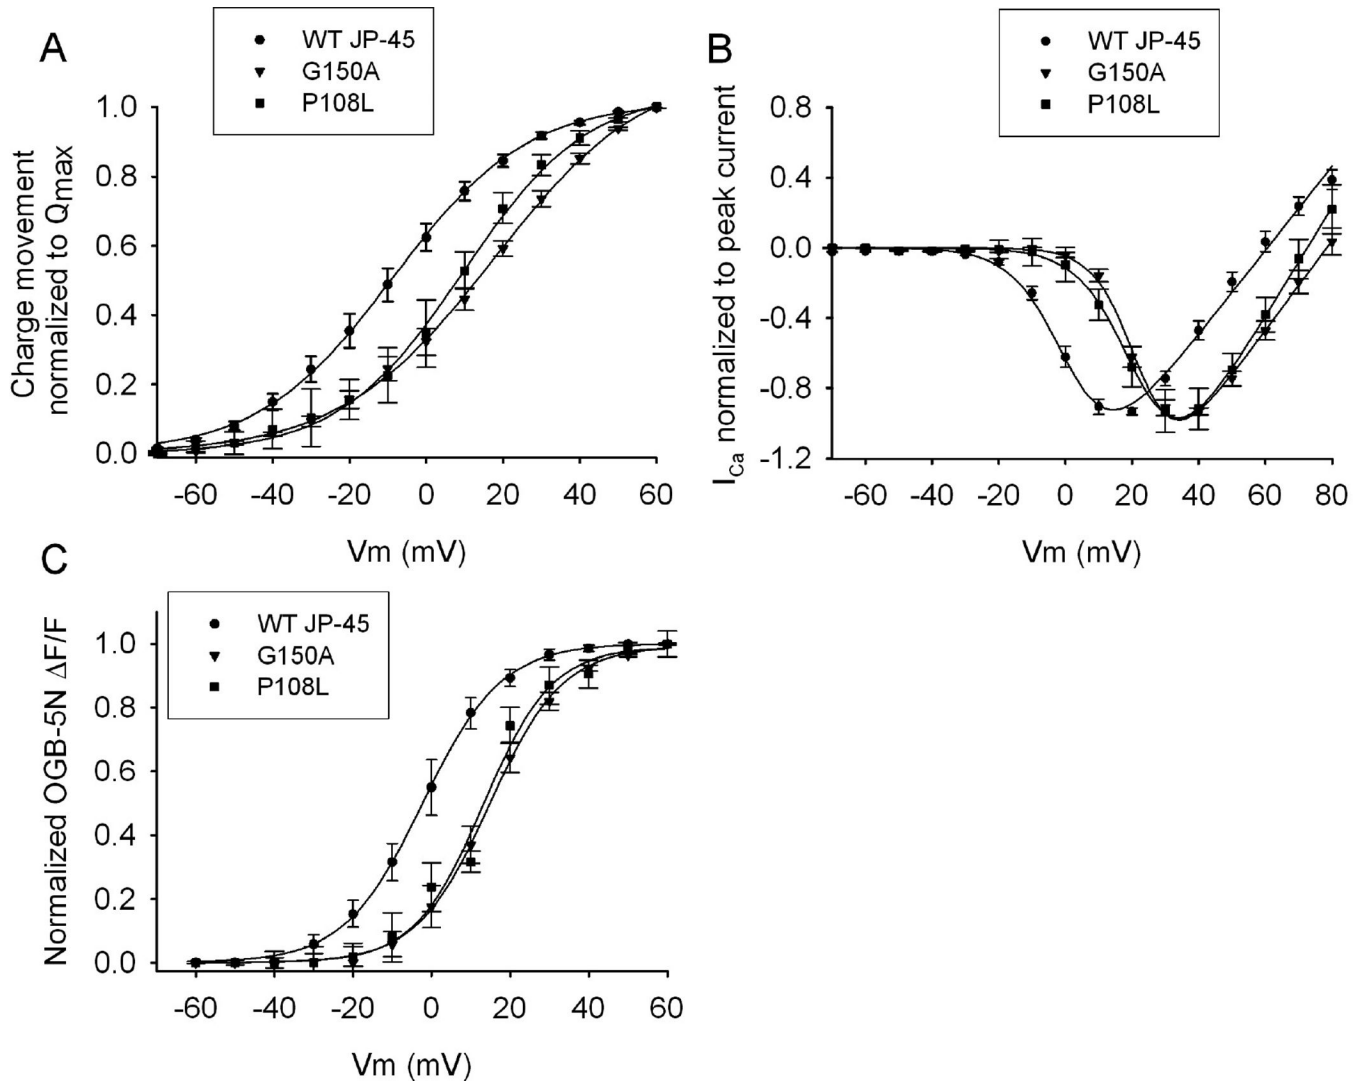 A
WT JP-45
G150A
P108L
Charge movement
normalized to Qmax
1.0
0.8
0.6
0.4
0.2
0.0
-60 -40 -20 0 20 40 60
Vm (mV)
B
WT JP-45
G150A
P108L
ICa normalized to peak current
0.8
0.4
0.0
-0.4
-0.8
-1.2
-60 -40 -20 0 20 40 60 80
Vm (mV)
C
WT JP-45
G150A
P108L
Normalized OGB-5N ΔF/F
1.0
0.8
0.6
0.4
0.2
0.0
-60 -40 -20 0 20 40 60
Vm (mV)